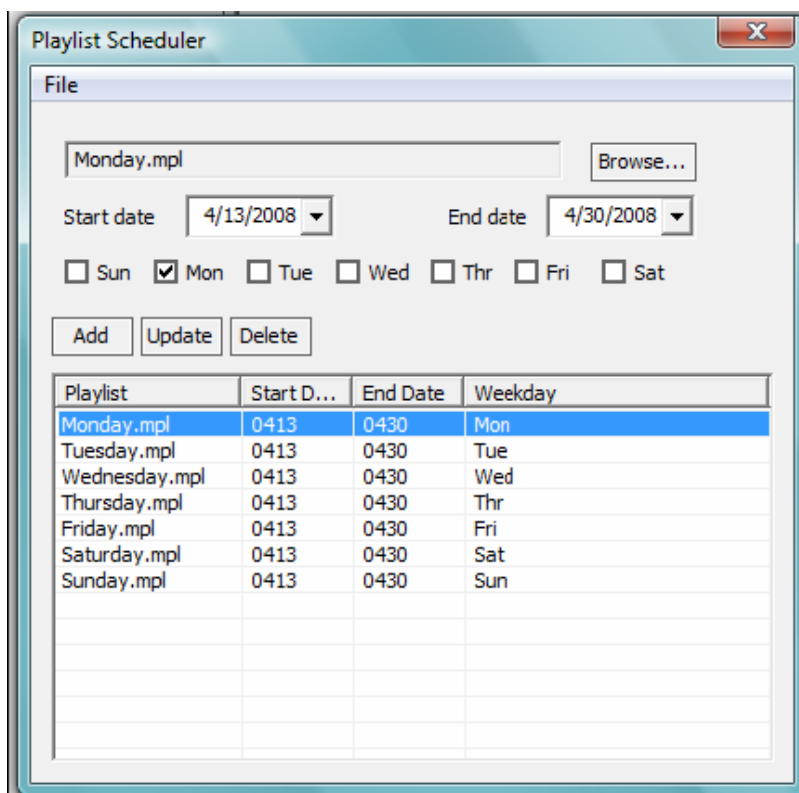 Playlist Scheduler
File
Monday.mpl Browse...
Start date 4/13/2008 End date 4/30/2008
Sun Mon Tue Wed Thr Fri Sat
Add Update Delete
Playlist Start D... End Date Weekday
Monday.mpl 0413 0430 Mon
Tuesday.mpl 0413 0430 Tue
Wednesday.mpl 0413 0430 Wed
Thursday.mpl 0413 0430 Thr
Friday.mpl 0413 0430 Fri
Saturday.mpl 0413 0430 Sat
Sunday.mpl 0413 0430 Sun